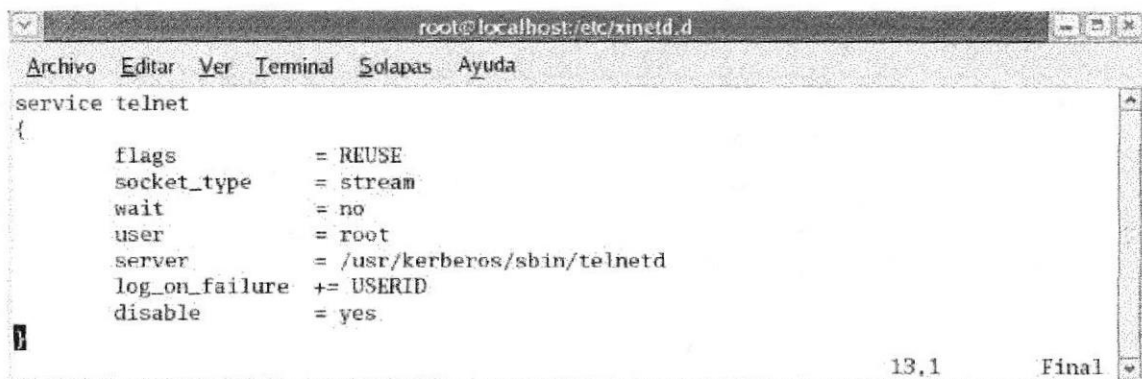 root@localhost:/etc/xinetd.d
Archivo Editar Ver Terminal Solapas Ayuda
service telnet
{
        flags           = REUSE
        socket_type     = stream
        wait            = no
        user            = root
        server          = /usr/kerberos/sbin/telnetd
        log_on_failure  += USERID
        disable         = yes
}
13,1 Final